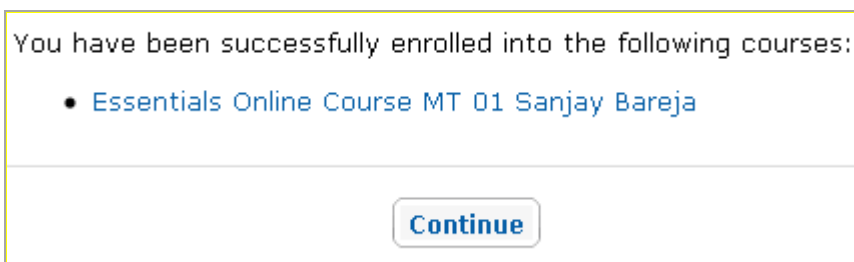 You have been successfully enrolled into the following courses:
• Essentials Online Course MT 01 Sanjay Bareja
Continue